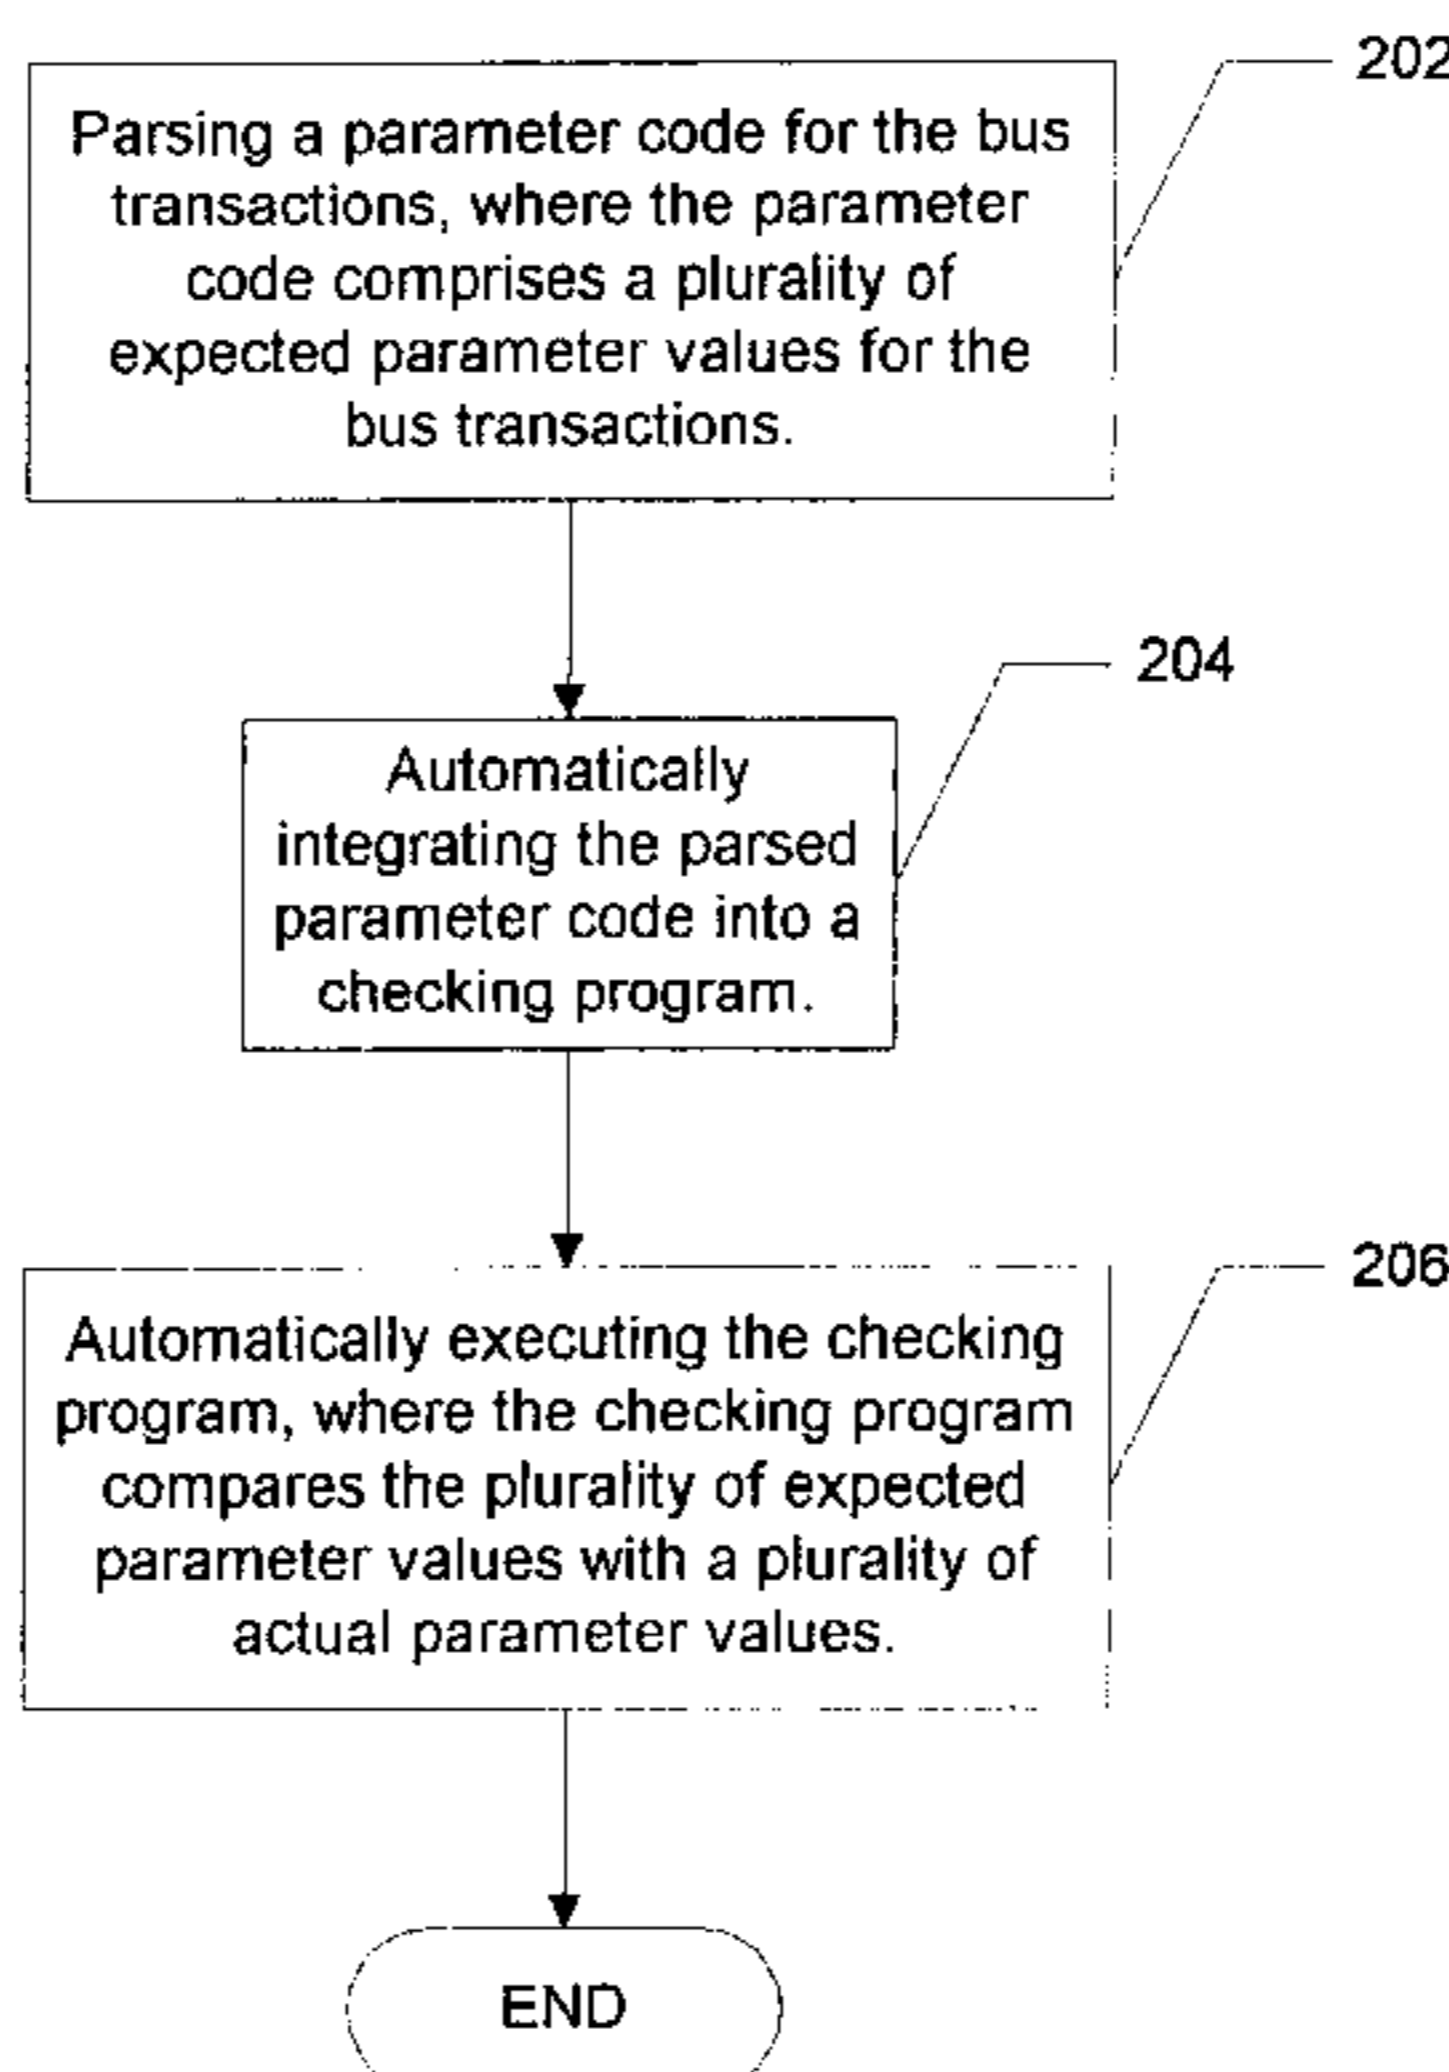 202
Parsing a parameter code for the bus
transactions, where the parameter
code comprises a plurality of
expected parameter values for the
bus transactions.
204
Automatically
integrating the parsed
parameter code into a
checking program.
206
Automatically executing the checking
program, where the checking program
compares the plurality of expected
parameter values with a plurality of
actual parameter values.
END